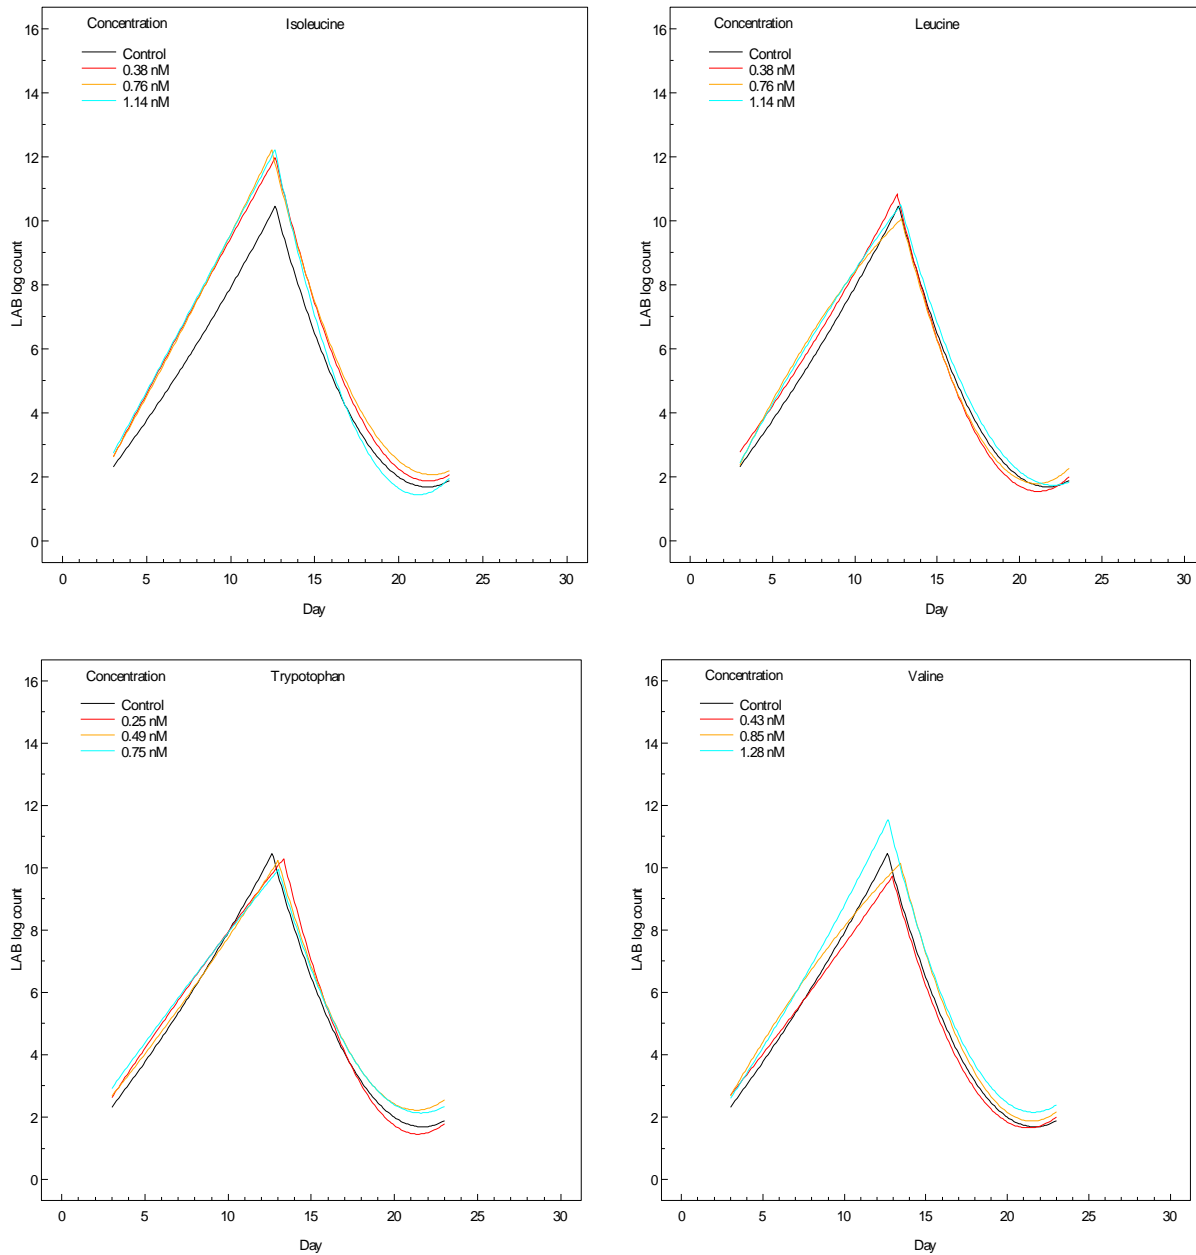 Concentration
Isoleucine
Control
0.38 nM
0.76 nM
1.14 nM
LAB log count
16
14
12
10
8
6
4
2
0
0 5 10 15 20 25 30
Day
Concentration
Leucine
Control
0.38 nM
0.76 nM
1.14 nM
LAB log count
16
14
12
10
8
6
4
2
0
0 5 10 15 20 25 30
Day
Concentration
Trypotophan
Control
0.25 nM
0.49 nM
0.75 nM
LAB log count
16
14
12
10
8
6
4
2
0
0 5 10 15 20 25 30
Day
Concentration
Valine
Control
0.43 nM
0.85 nM
1.28 nM
LAB log count
16
14
12
10
8
6
4
2
0
0 5 10 15 20 25 30
Day